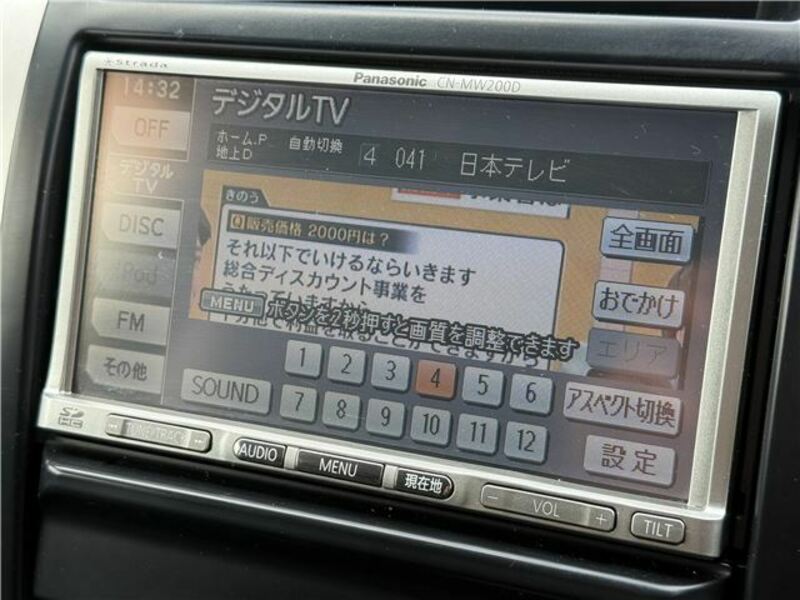 strada
Panasonic CN-MW200D
14:32
デジタルTV
OFF
ホーム.P 自動切換 4 041 日本テレビ
地上D
デジタル
TV
きのう
全画面
Q販売価格 2000円は?
DISC
それ以下でいけるならいきます
総合ディスカウント事業を
iPod
おでかけ
MENU ボタンを2秒押すと画質を調整できます
FM
エリア
1 2 3 4 5 6
その他
SOUND
アスペクト切換
7 8 9 10 11 12
設定
SD
HC
TUNE/TRACK
AUDIO
MENU
現在地
− VOL +
TILT